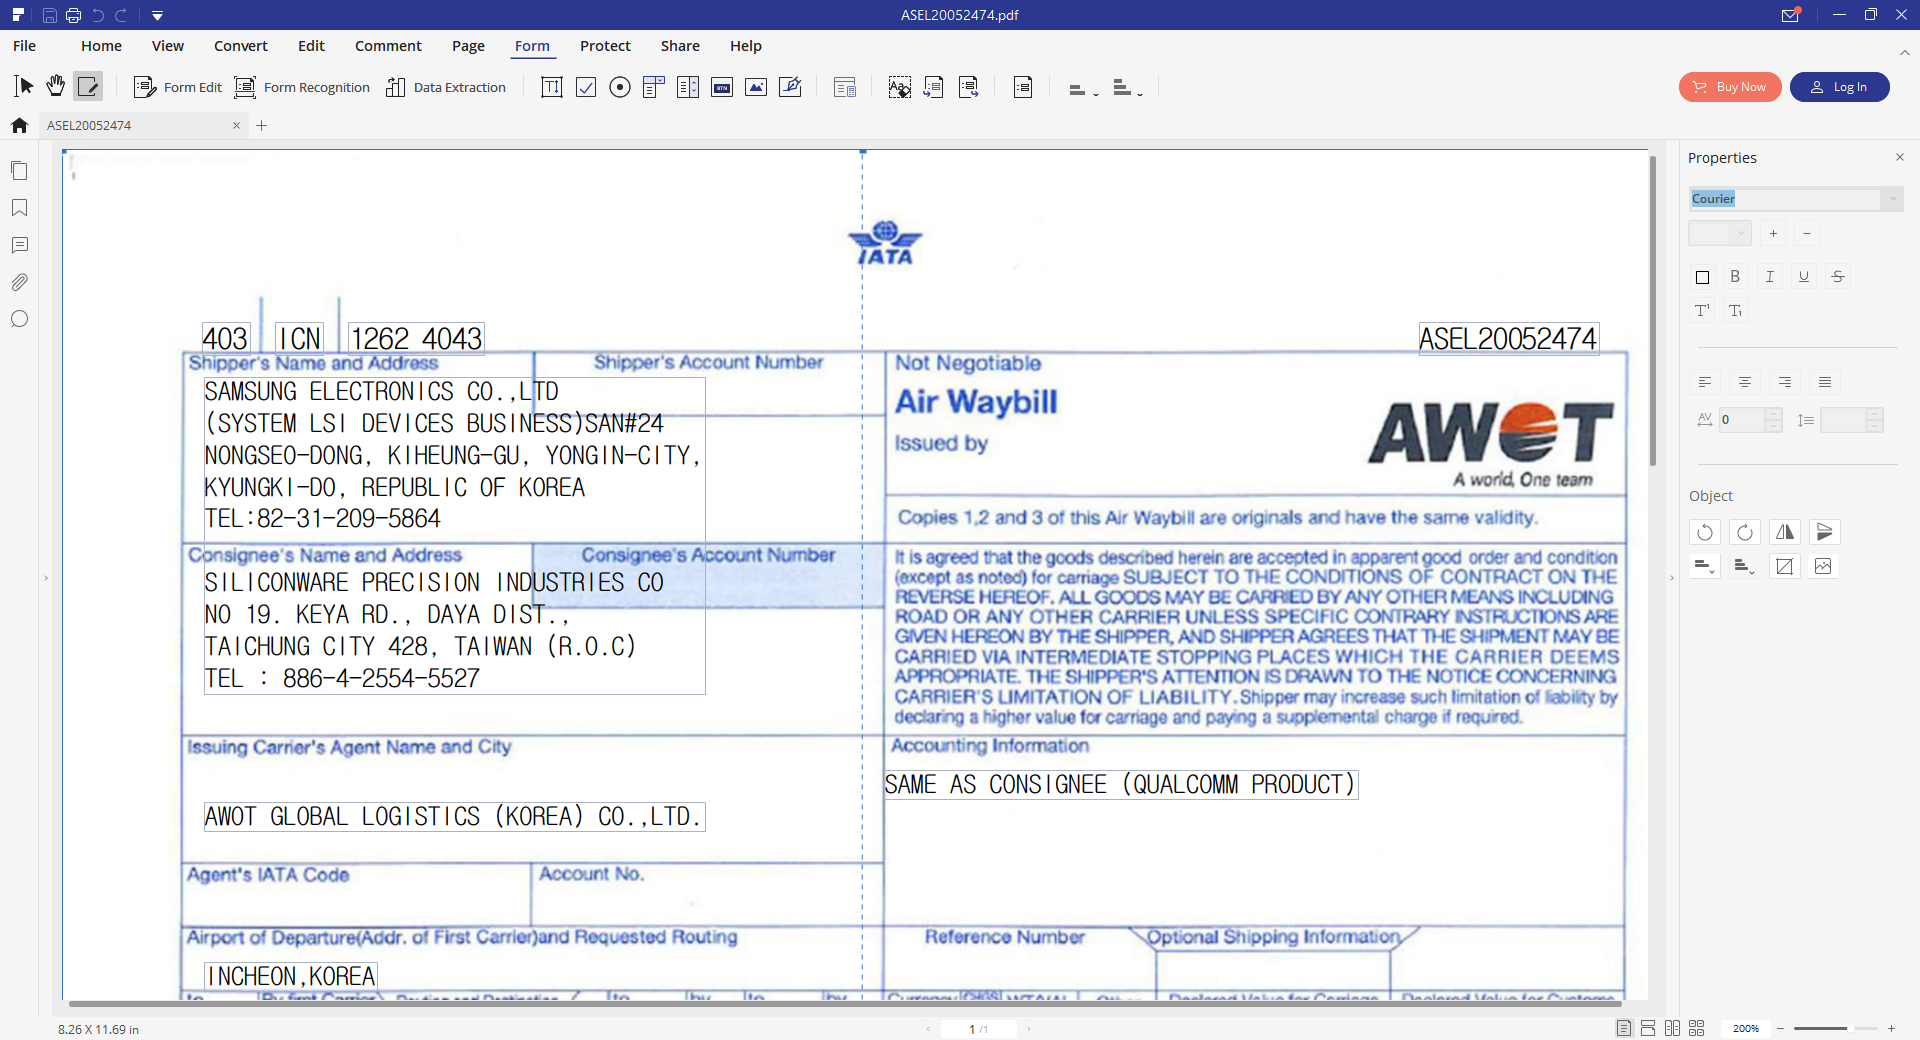 ASEL20052474.pdf
File Home View Convert Edit Comment Page Form Protect Share Help
Form Edit Form Recognition Data Extraction BTN Buy Now Log In
ASEL20052474
Properties
Courier
IATA
403 ICN 1262 4043 ASEL20052474
Shipper's Name and Address Shipper's Account Number
SAMSUNG ELECTRONICS CO.,LTD
(SYSTEM LSI DEVICES BUSINESS)SAN#24
NONGSEO-DONG, KIHEUNG-GU, YONGIN-CITY,
KYUNGKI-DO, REPUBLIC OF KOREA
TEL:82-31-209-5864
Not Negotiable
Air Waybill
Issued by
AWOT
A world, One team
Copies 1,2 and 3 of this Air Waybill are originals and have the same validity.
Consignee's Name and Address Consignee's Account Number
SILICONWARE PRECISION INDUSTRIES CO
NO 19. KEYA RD., DAYA DIST.,
TAICHUNG CITY 428, TAIWAN (R.O.C)
TEL : 886-4-2554-5527
It is agreed that the goods described herein are accepted in apparent good order and condition
(except as noted) for carriage SUBJECT TO THE CONDITIONS OF CONTRACT ON THE
REVERSE HEREOF. ALL GOODS MAY BE CARRIED BY ANY OTHER MEANS INCLUDING
ROAD OR ANY OTHER CARRIER UNLESS SPECIFIC CONTRARY INSTRUCTIONS ARE
GIVEN HEREON BY THE SHIPPER, AND SHIPPER AGREES THAT THE SHIPMENT MAY BE
CARRIED VIA INTERMEDIATE STOPPING PLACES WHICH THE CARRIER DEEMS
APPROPRIATE. THE SHIPPER'S ATTENTION IS DRAWN TO THE NOTICE CONCERNING
CARRIER'S LIMITATION OF LIABILITY. Shipper may increase such limitation of liability by
declaring a higher value for carriage and paying a supplemental charge if required.
Issuing Carrier's Agent Name and City
AWOT GLOBAL LOGISTICS (KOREA) CO.,LTD.
Accounting Information
SAME AS CONSIGNEE (QUALCOMM PRODUCT)
Agent's IATA Code Account No.
Airport of Departure(Addr. of First Carrier)and Requested Routing
INCHEON,KOREA
Reference Number Optional Shipping Information
B I U S
T1 T1
AV 0
Object
8.26 X 11.69 in 1 /1 200%